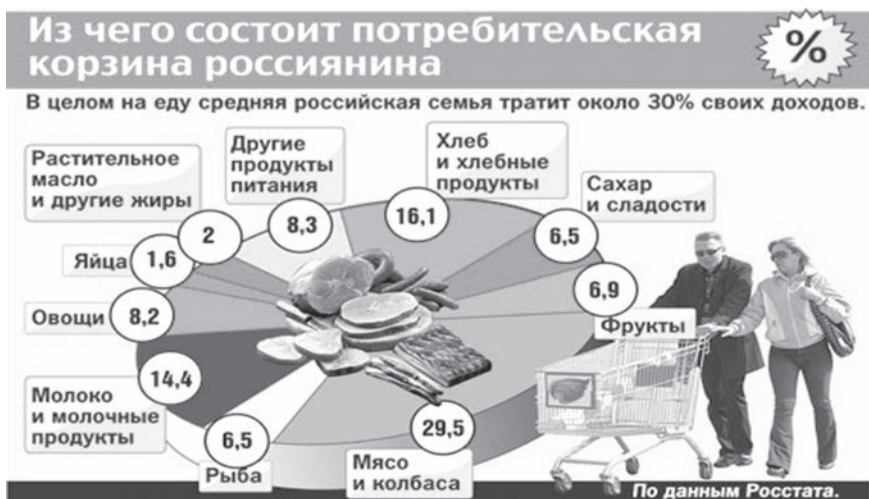 Из чего состоит потребительская
корзина россиянина
%
В целом на еду средняя российская семья тратит около 30% своих доходов.
Растительное
масло
и другие жиры
2
Другие
продукты
питания
8,3
Хлеб
и хлебные
продукты
16,1
Сахар
и сладости
6,5
Яйца
1,6
6,9
Фрукты
Овощи
8,2
Молоко
и молочные
продукты
14,4
Рыба
6,5
Мясо
и колбаса
29,5
По данным Росстата.